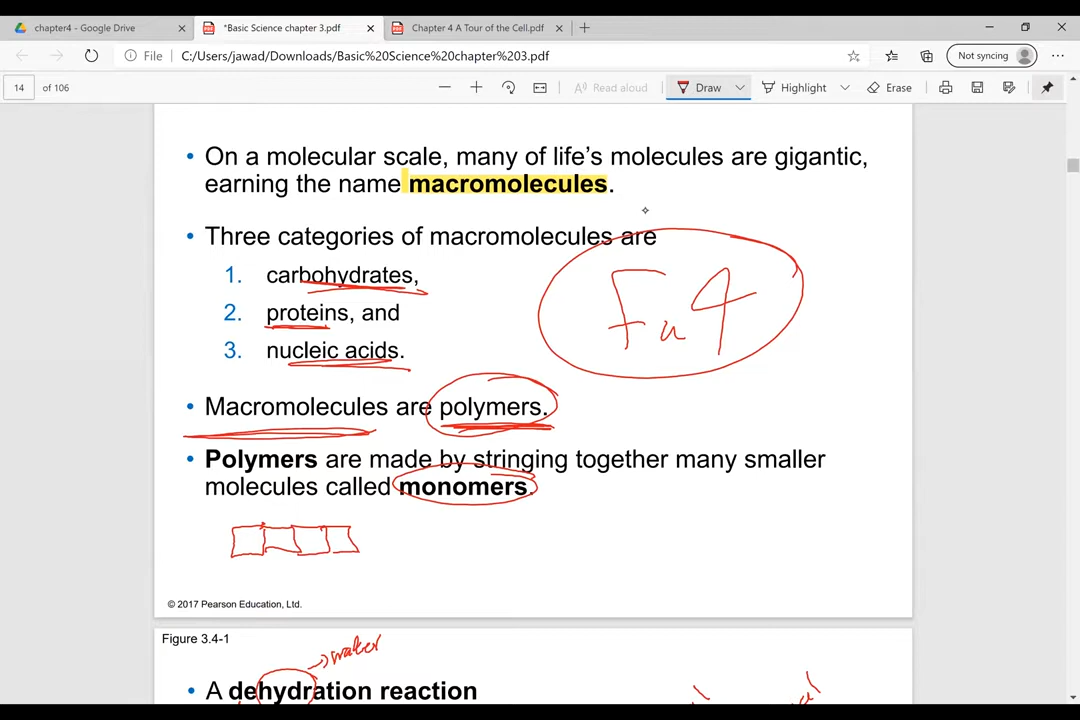 chapter4 - Google Drive
*Basic Science chapter 3.pdf
Chapter 4 A Tour of the Cell.pdf
File
C:/Users/jawad/Downloads/Basic%20Science%20chapter%203.pdf
Not syncing
14
of 106
Read aloud
Draw
Highlight
Erase
• On a molecular scale, many of life's molecules are gigantic,
earning the name macromolecules.
• Three categories of macromolecules are
1. carbohydrates,
2. proteins, and
3. nucleic acids.
• Macromolecules are polymers.
• Polymers are made by stringing together many smaller
molecules called monomers.
© 2017 Pearson Education, Ltd.
Figure 3.4-1
water
• A dehydration reaction